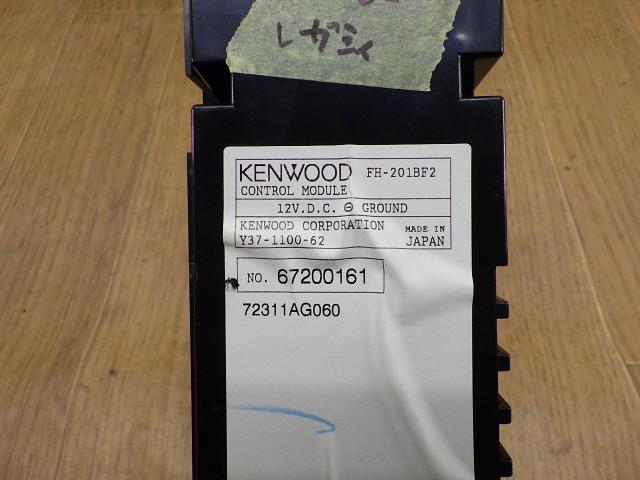 レガシィ
KENWOOD FH-201BF2
CONTROL MODULE
12V.D.C. ⊖ GROUND
KENWOOD CORPORATION
Y37-1100-62
MADE IN
JAPAN
NO. 67200161
72311AG060